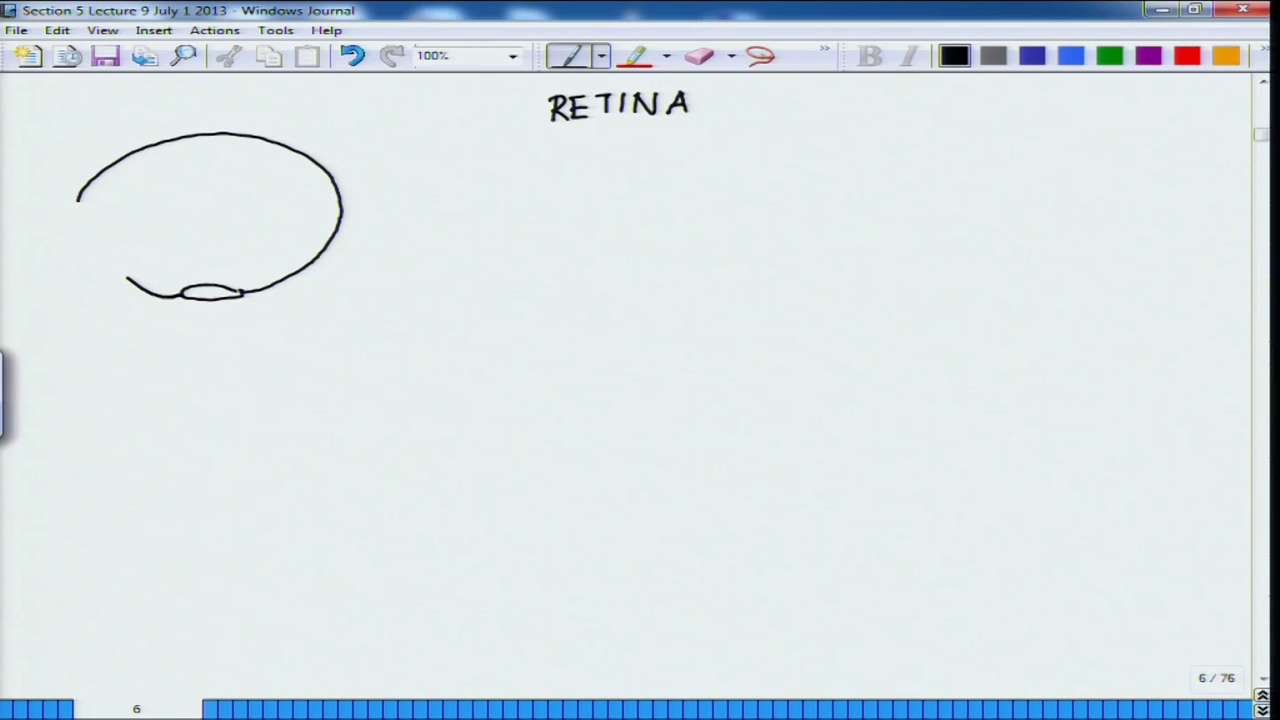 Section 5 Lecture 9 July 1 2013 - Windows Journal
File Edit View Insert Actions Tools Help
100%
B I
RETINA
6 / 76
6